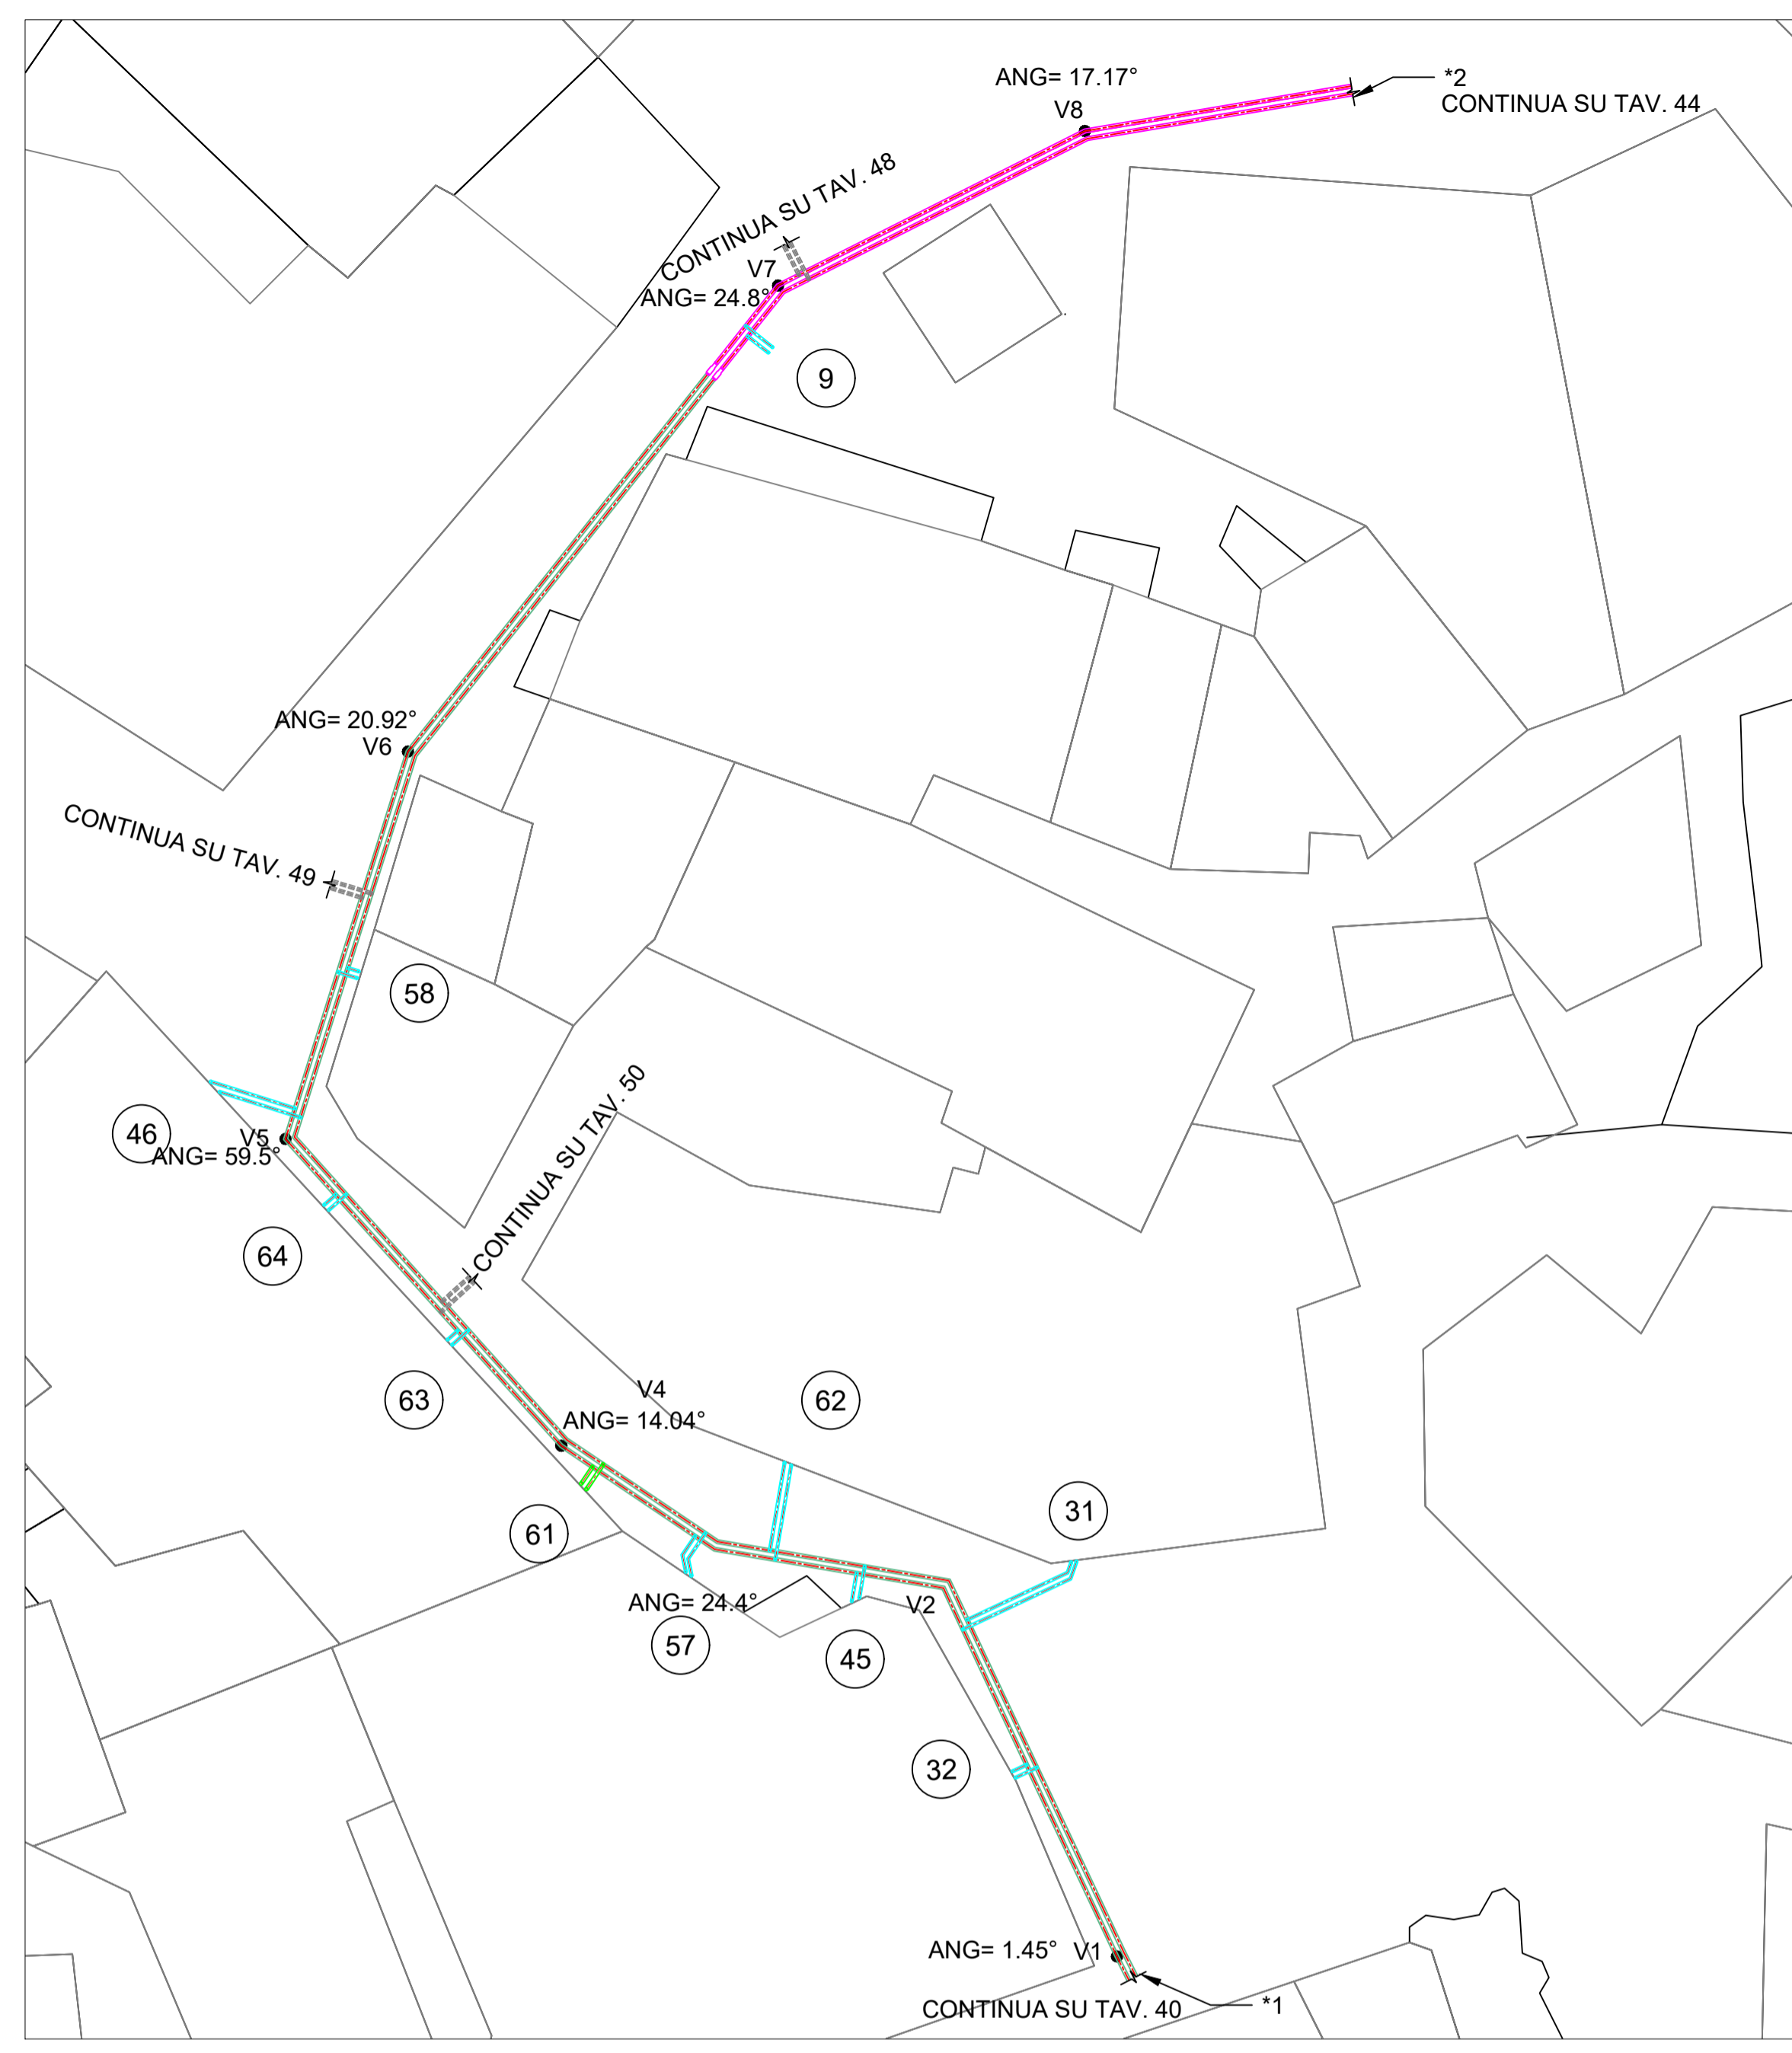 ANG= 17.17°
V8
*2
CONTINUA SU TAV. 44
CONTINUA SU TAV. 48
V7
ANG= 24.8°
9
ANG= 20.92°
V6
CONTINUA SU TAV. 49
58
46
V5
ANG= 59.5°
CONTINUA SU TAV. 50
64
63
V4
ANG= 14.04°
62
61
31
ANG= 24.4°
V2
57
45
32
ANG= 1.45°
V1
CONTINUA SU TAV. 40
*1